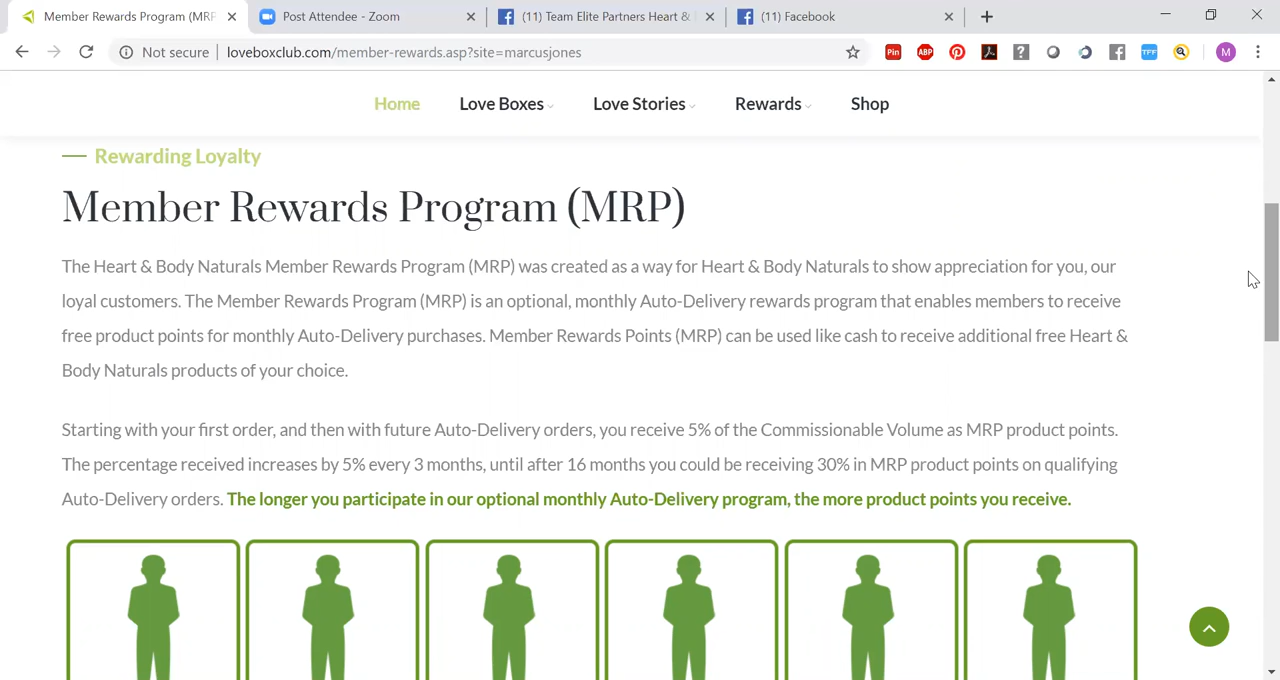 Member Rewards Program (MRP
Post Attendee - Zoom
(11) Team Elite Partners Heart &
(11) Facebook
Not secure
loveboxclub.com/member-rewards.asp?site=marcusjones
Pin
ABP
?
TFF
M
Home
Love Boxes
Love Stories
Rewards
Shop
Rewarding Loyalty
Member Rewards Program (MRP)
The Heart & Body Naturals Member Rewards Program (MRP) was created as a way for Heart & Body Naturals to show appreciation for you, our
loyal customers. The Member Rewards Program (MRP) is an optional, monthly Auto-Delivery rewards program that enables members to receive
free product points for monthly Auto-Delivery purchases. Member Rewards Points (MRP) can be used like cash to receive additional free Heart &
Body Naturals products of your choice.
Starting with your first order, and then with future Auto-Delivery orders, you receive 5% of the Commissionable Volume as MRP product points.
The percentage received increases by 5% every 3 months, until after 16 months you could be receiving 30% in MRP product points on qualifying
Auto-Delivery orders. The longer you participate in our optional monthly Auto-Delivery program, the more product points you receive.